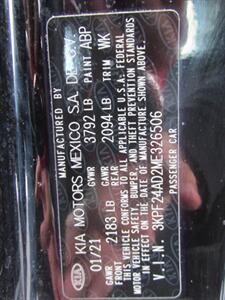 MANUFACTURED BY
KIA KIA MOTORS MEXICO S.A. DE C.V.
01/21 GVWR 3792 LB PAINT ABP
GAWR FRONT 2183 LB GAWR REAR 2094 LB TRIM WK
THIS VEHICLE CONFORMS TO ALL APPLICABLE U.S.A. FEDERAL
MOTOR VEHICLE SAFETY, BUMPER, AND THEFT PREVENTION STANDARDS
IN EFFECT ON THE DATE OF MANUFACTURE SHOWN ABOVE.
V.I.N. 3KPF24AD2ME326506
PASSENGER CAR